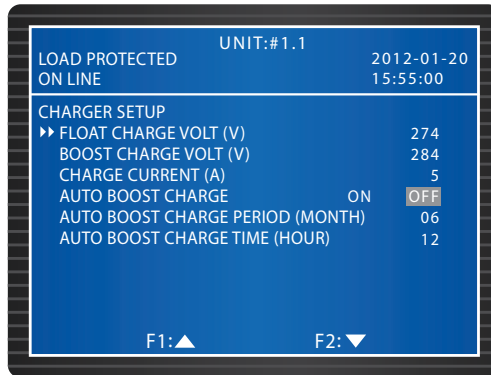 UNIT:#1.1
LOAD PROTECTED 2012-01-20
ON LINE 15:55:00
CHARGER SETUP
FLOAT CHARGE VOLT (V) 274
BOOST CHARGE VOLT (V) 284
CHARGE CURRENT (A) 5
AUTO BOOST CHARGE ON OFF
AUTO BOOST CHARGE PERIOD (MONTH) 06
AUTO BOOST CHARGE TIME (HOUR) 12
F1:▲ F2:▼